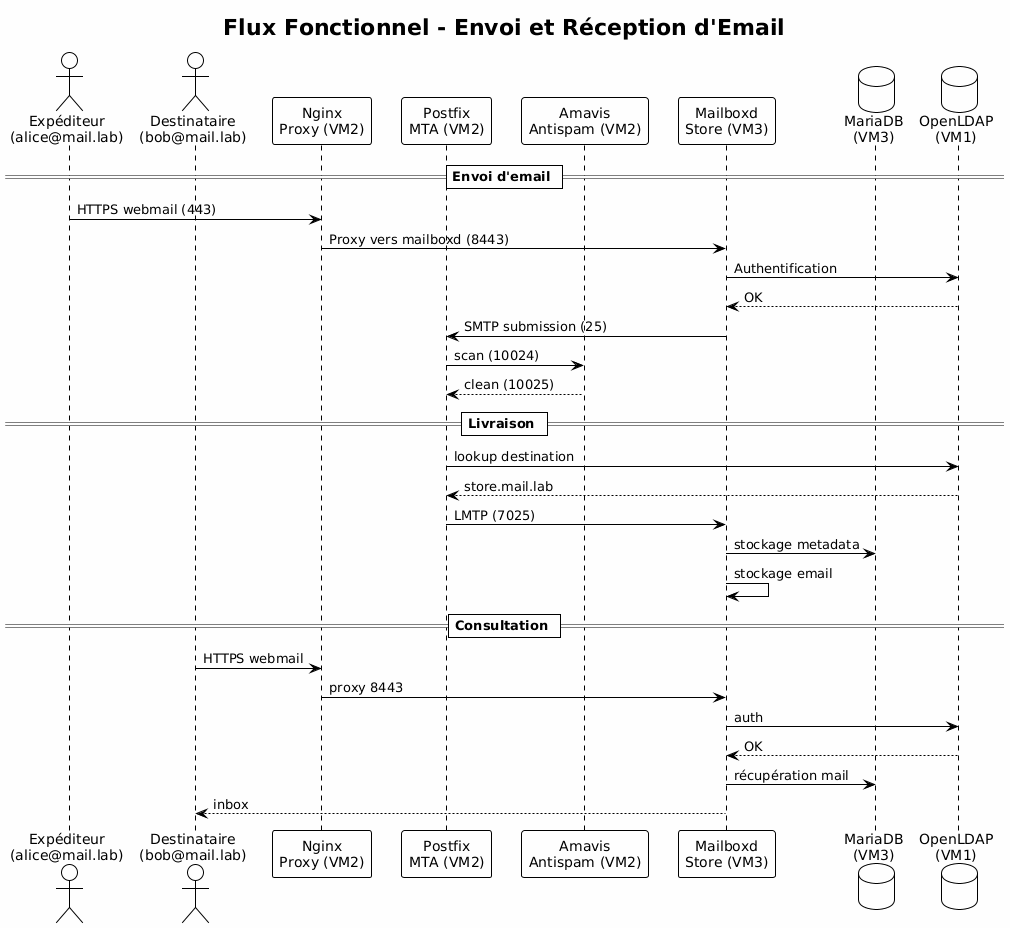 Flux Fonctionnel - Envoi et Réception d'Email
Expéditeur
(alice@mail.lab)
Destinataire
(bob@mail.lab)
Nginx
Proxy (VM2)
Postfix
MTA (VM2)
Amavis
Antispam (VM2)
Mailboxd
Store (VM3)
MariaDB
(VM3)
OpenLDAP
(VM1)
Envoi d'email
HTTPS webmail (443)
Proxy vers mailboxd (8443)
Authentification
OK
SMTP submission (25)
scan (10024)
clean (10025)
Livraison
lookup destination
store.mail.lab
LMTP (7025)
stockage metadata
stockage email
Consultation
HTTPS webmail
proxy 8443
auth
OK
récupération mail
inbox
Expéditeur
(alice@mail.lab)
Destinataire
(bob@mail.lab)
Nginx
Proxy (VM2)
Postfix
MTA (VM2)
Amavis
Antispam (VM2)
Mailboxd
Store (VM3)
MariaDB
(VM3)
OpenLDAP
(VM1)